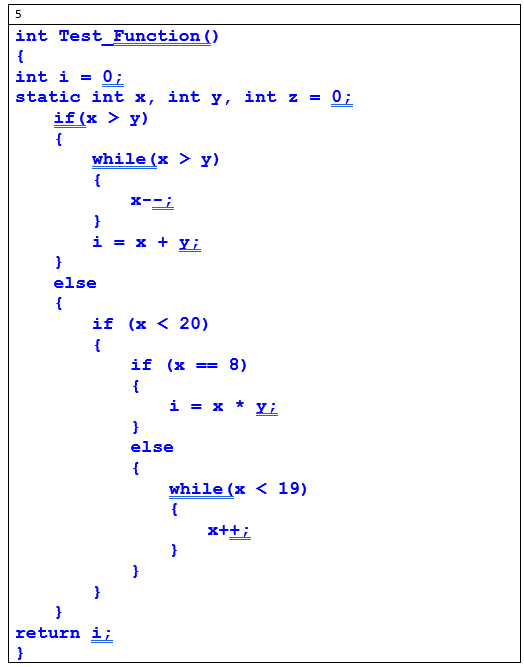 5
int Test_Function()
{
int i = 0;
static int x, int y, int z = 0;
if(x > y)
{
while(x > y)
{
x--;
}
i = x + y;
}
else
{
if (x < 20)
{
if (x == 8)
{
i = x * y;
}
else
{
while(x < 19)
{
x++;
}
}
}
}
return i;
}